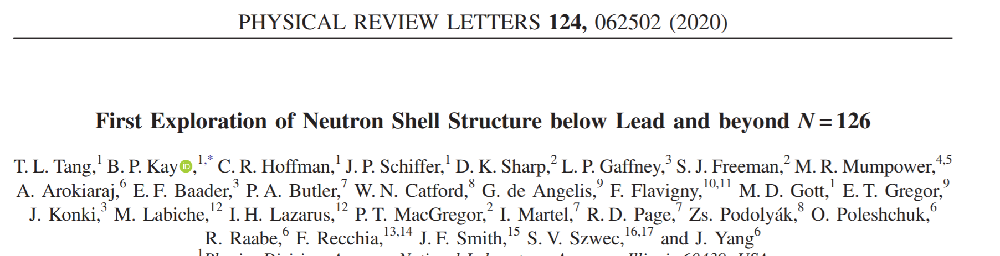 PHYSICAL REVIEW LETTERS 124, 062502 (2020)
First Exploration of Neutron Shell Structure below Lead and beyond N = 126
T. L. Tang,1 B. P. Kay iD,1,* C. R. Hoffman,1 J. P. Schiffer,1 D. K. Sharp,2 L. P. Gaffney,3 S. J. Freeman,2 M. R. Mumpower,4,5
A. Arokiaraj,6 E. F. Baader,3 P. A. Butler,7 W. N. Catford,8 G. de Angelis,9 F. Flavigny,10,11 M. D. Gott,1 E. T. Gregor,9
J. Konki,3 M. Labiche,12 I. H. Lazarus,12 P. T. MacGregor,2 I. Martel,7 R. D. Page,7 Zs. Podolyák,8 O. Poleshchuk,6
R. Raabe,6 F. Recchia,13,14 J. F. Smith,15 S. V. Szwec,16,17 and J. Yang6